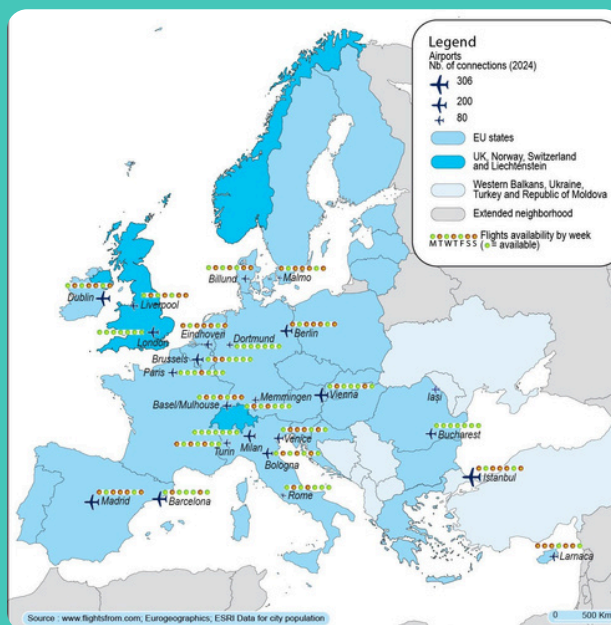 Legend
Airports
Nb. of connections (2024)
306
200
80
EU states
UK, Norway, Switzerland
and Liechtenstein
Western Balkans, Ukraine,
Turkey and Republic of Moldova
Extended neighborhood
Flights availability by week
MTWTFSS (● = available)
Billund
Malmo
Dublin
Liverpool
Eindhoven
Dortmund
London
Berlin
Brussels
Paris
Basel/Mulhouse
Memmingen
Vienna
Iași
Bucharest
Turin
Milan
Venice
Bologna
Istanbul
Madrid
Barcelona
Rome
Larnaca
Source : www.flightsfrom.com; Eurogeographics; ESRI Data for city population
0 500 Km